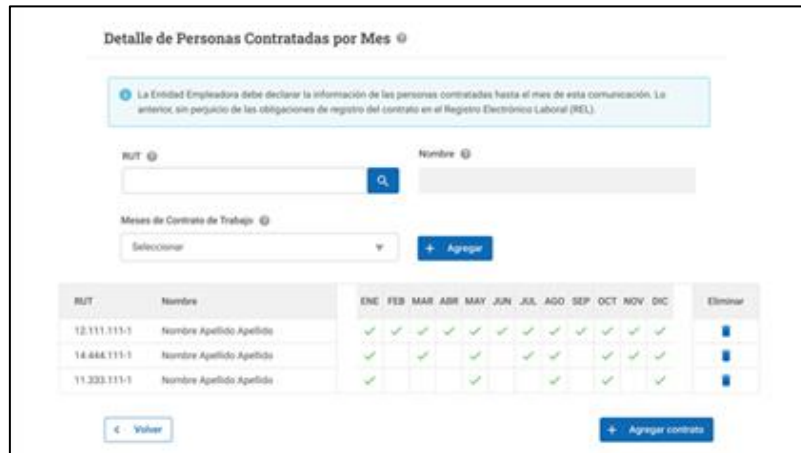 Detalle de Personas Contratadas por Mes
La Entidad Empleadora debe declarar la información de las personas contratadas hasta el mes de esta comunicación. Lo
anterior, sin perjuicio de las obligaciones de registro del contrato en el Registro Electrónico Laboral (REL).
RUT Nombre
Meses de Contrato de Trabajo
Seleccionar + Agregar
RUT Nombre ENE FEB MAR ABR MAY JUN JUL AGO SEP OCT NOV DIC Eliminar
12.111.111-1 Nombre Apellido Apellido
14.444.111-1 Nombre Apellido Apellido
11.333.111-1 Nombre Apellido Apellido
Volver + Agregar contrato